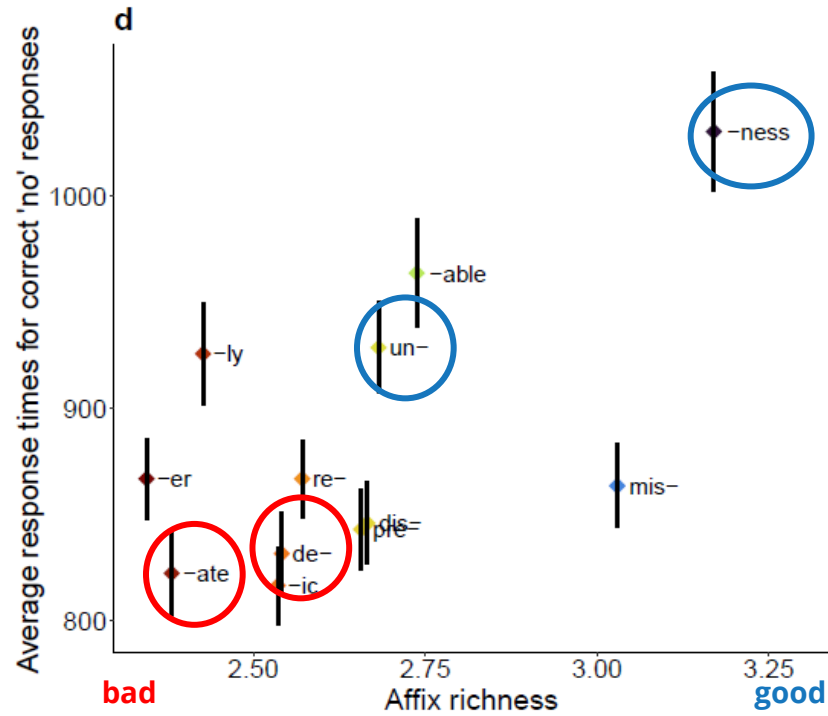 d
Average response times for correct 'no' responses
1000
900
800
−ness
−able
un−
−ly
−er
re−
mis−
dis−
pre−
de−
−ate
−ic
2.50
2.75
3.00
3.25
bad
Affix richness
good